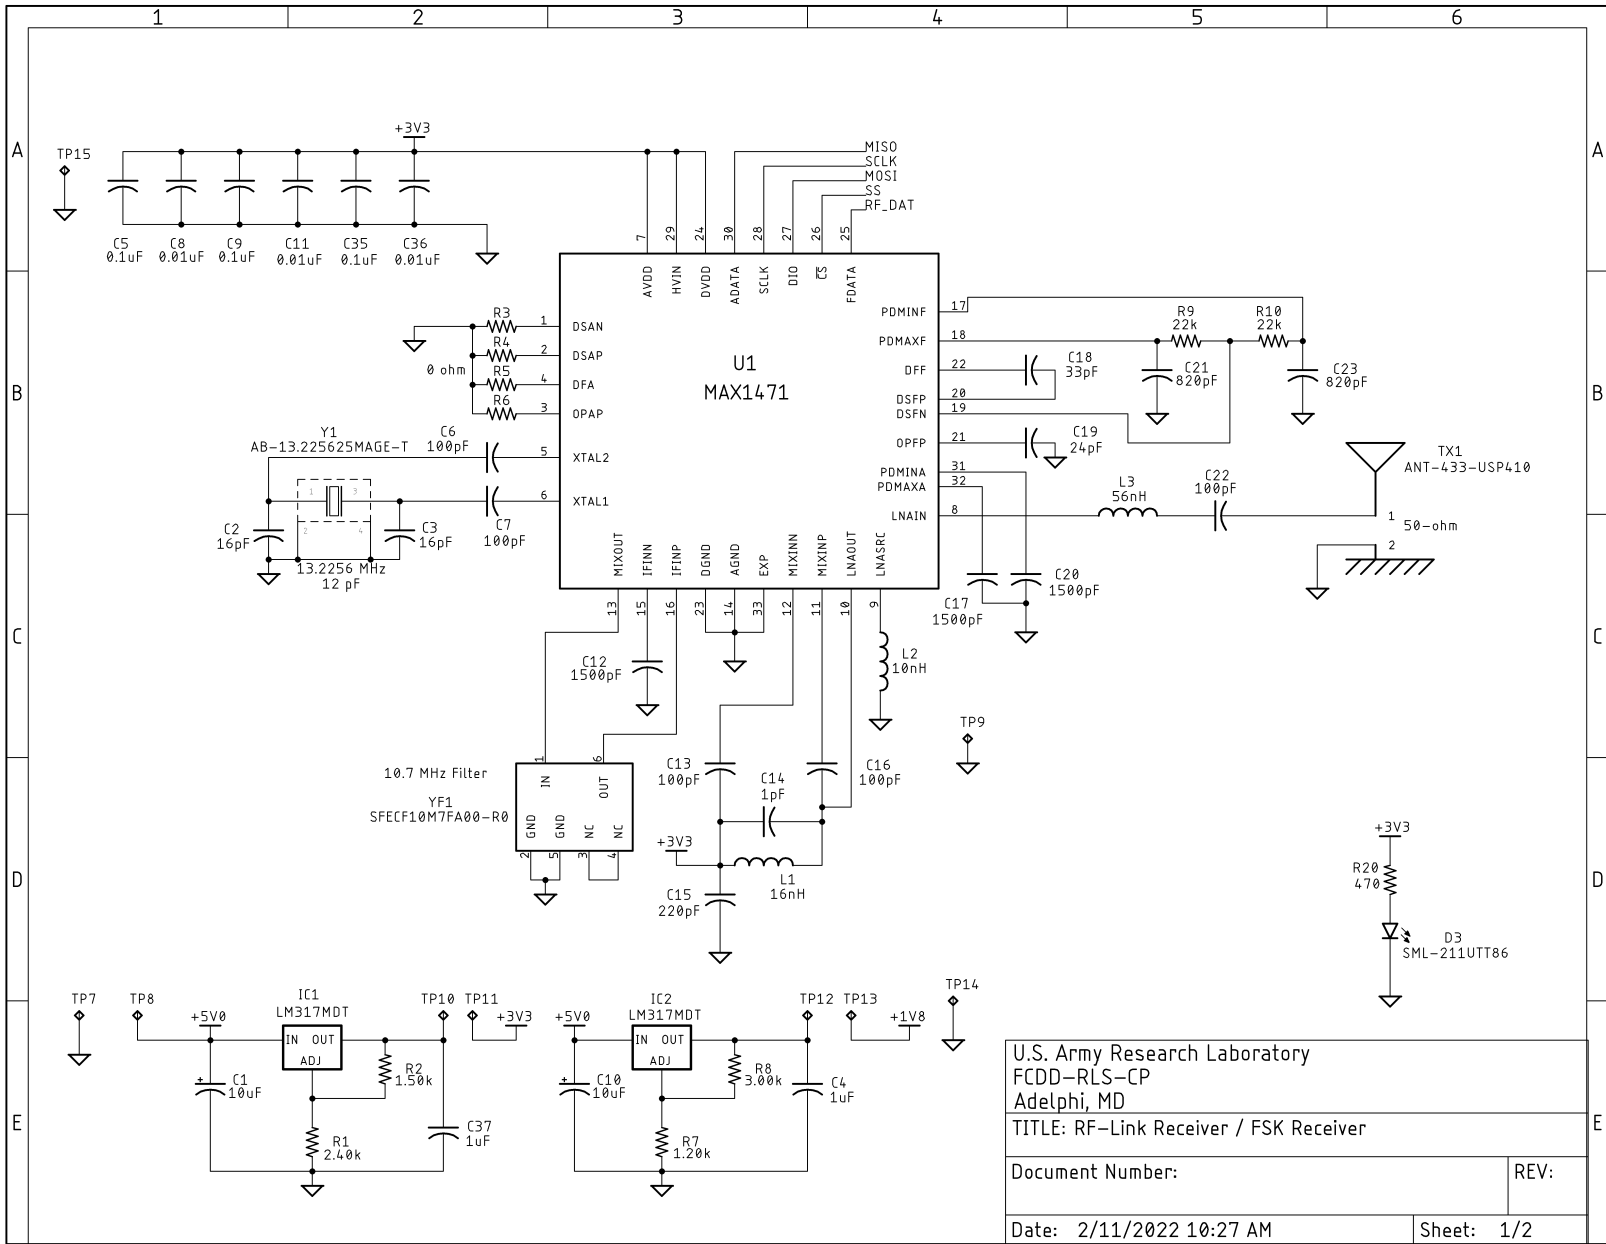 1 2 3 4 5 6
A
A
B
B
C
C
D
D
E
E
TP15
+3V3
C5
0.1uF
C8
0.01uF
C9
0.1uF
C11
0.01uF
C35
0.1uF
C36
0.01uF
MISO
SCLK
MOSI
SS
RF_DAT
7
29
24
30
28
27
26
25
AVDD
HVIN
DVDD
ADATA
SCLK
DIO
CS
FDATA
R3
R4
R5
R6
0 ohm
1
2
4
3
5
6
DSAN
DSAP
DFA
OPAP
XTAL2
XTAL1
U1
MAX1471
PDMINF
PDMAXF
DFF
DSFP
DSFN
OPFP
PDMINA
PDMAXA
LNAIN
17
18
22
20
19
21
31
32
8
R9
22k
R10
22k
C18
33pF
C21
820pF
C23
820pF
C19
24pF
Y1
AB-13.225625MAGE-T
C6
100pF
1
3
2
4
C2
16pF
C3
16pF
C7
100pF
13.2256 MHz
12 pF
L3
56nH
C22
100pF
TX1
ANT-433-USP410
1
50-ohm
2
MIXOUT
IFINN
IFINP
DGND
AGND
EXP
MIXINN
MIXINP
LNAOUT
LNASRC
13
15
16
23
14
33
12
11
10
9
C17
1500pF
C20
1500pF
C12
1500pF
L2
10nH
TP9
10.7 MHz Filter
YF1
SFECF10M7FA00-R0
1
6
IN
OUT
GND
GND
NC
NC
2
5
3
4
C13
100pF
C14
1pF
C16
100pF
+3V3
L1
16nH
C15
220pF
+3V3
R20
470
D3
SML-211UTT86
TP7
TP8
+5V0
IC1
LM317MDT
IN OUT
ADJ
TP10
TP11
+3V3
C1
10uF
R2
1.50k
R1
2.40k
C37
1uF
+5V0
IC2
LM317MDT
IN OUT
ADJ
TP12
TP13
+1V8
TP14
C10
10uF
R8
3.00k
C4
1uF
R7
1.20k
U.S. Army Research Laboratory
FCDD-RLS-CP
Adelphi, MD
TITLE: RF-Link Receiver / FSK Receiver
Document Number:
REV:
Date: 2/11/2022 10:27 AM
Sheet: 1/2